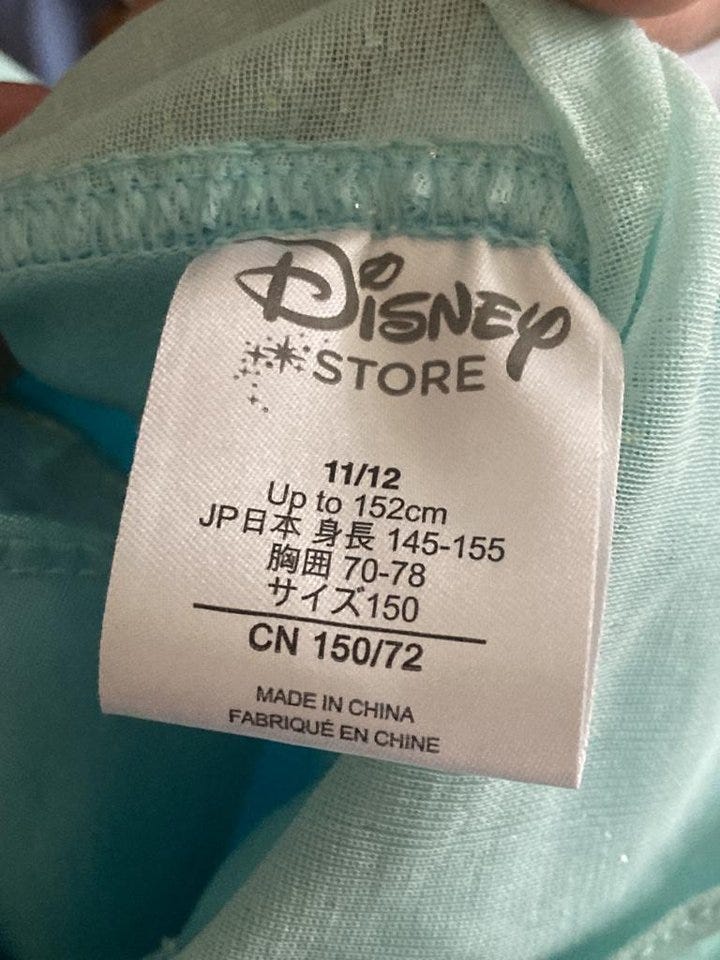 Disney
STORE
11/12
Up to 152cm
JP日本 身長 145-155
胸囲 70-78
サイズ150
CN 150/72
MADE IN CHINA
FABRIQUÉ EN CHINE